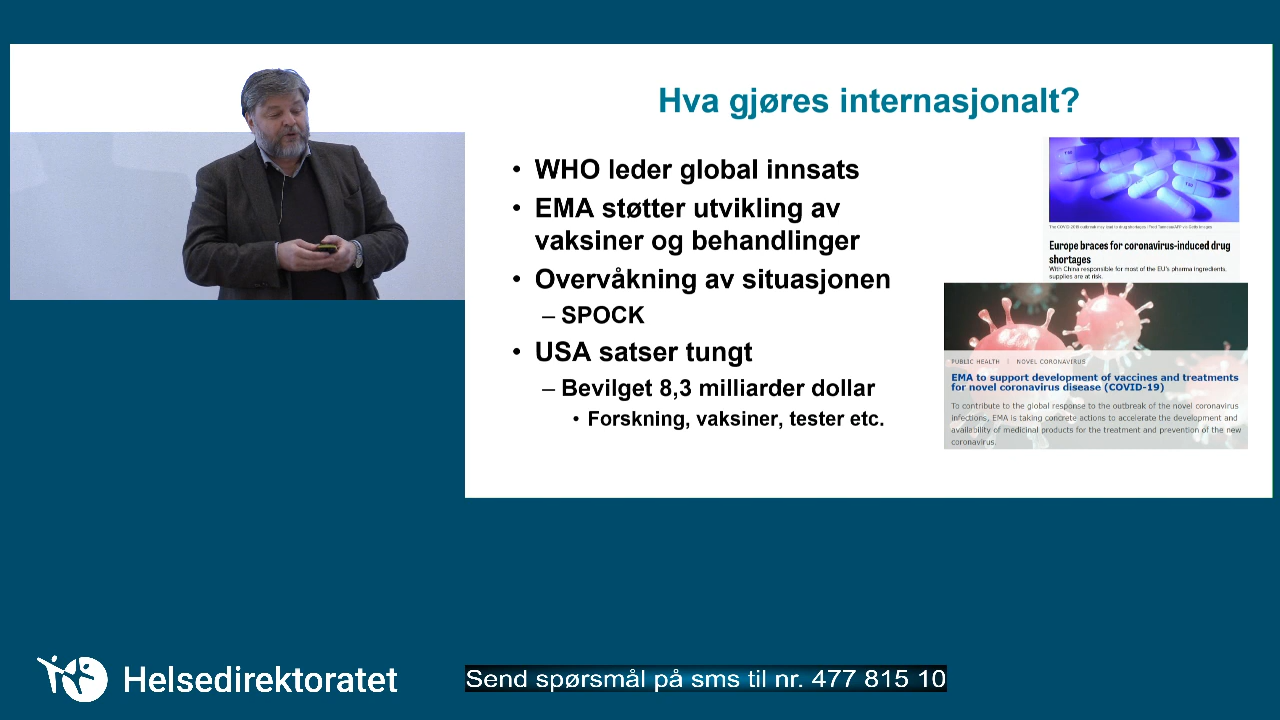 Hva gjøres internasjonalt?
• WHO leder global innsats
• EMA støtter utvikling av
vaksiner og behandlinger
• Overvåkning av situasjonen
– SPOCK
• USA satser tungt
– Bevilget 8,3 milliarder dollar
• Forskning, vaksiner, tester etc.
Europe braces for coronavirus-induced drug
shortages
With China responsible for most of the EU's pharma ingredients,
supplies are at risk.
PUBLIC HEALTH | NOVEL CORONAVIRUS
EMA to support development of vaccines and treatments
for novel coronavirus disease (COVID-19)
To contribute to the global response to the outbreak of the novel coronavirus
infections, EMA is taking concrete actions to accelerate the development and
availability of medicinal products for the treatment and prevention of the new
coronavirus.
Helsedirektoratet
Send spørsmål på sms til nr. 477 815 10